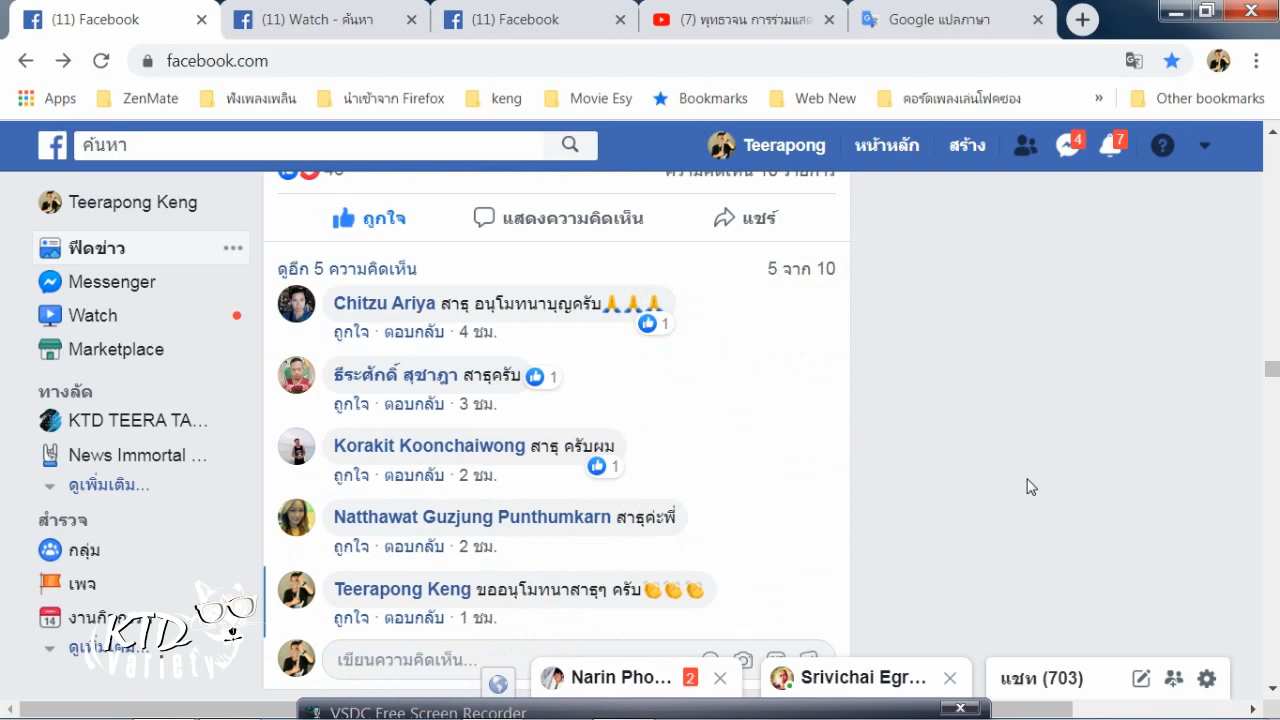 (11) Facebook
(11) Watch - ค้นหา
(11) Facebook
(7) พุทธวจน การร่วมแสด
Google แปลภาษา
facebook.com
Apps
ZenMate
ฟังเพลงเพลิน
นำเข้าจาก Firefox
keng
Movie Esy
Bookmarks
Web New
คอร์ดเพลงเล่นโฟคซอง
»
Other bookmarks
ค้นหา
Teerapong
หน้าหลัก
สร้าง
4
7
Teerapong Keng
ฟีดข่าว
Messenger
Watch
Marketplace
ทางลัด
KTD TEERA TA...
News Immortal ...
ดูเพิ่มเติม...
สำรวจ
กลุ่ม
เพจ
14
KTD
Variety
ถูกใจ
แสดงความคิดเห็น
แชร์
ดูอีก 5 ความคิดเห็น
5 จาก 10
Chitzu Ariya สาธุ อนุโมทนาบุญครับ🙏🙏🙏
1
ถูกใจ · ตอบกลับ · 4 ชม.
ธีระศักดิ์ สุชาฎา สาธุครับ
1
ถูกใจ · ตอบกลับ · 3 ชม.
Korakit Koonchaiwong สาธุ ครับผม
1
ถูกใจ · ตอบกลับ · 2 ชม.
Natthawat Guzjung Punthumkarn สาธุค่ะพี่
ถูกใจ · ตอบกลับ · 2 ชม.
Teerapong Keng ขออนุโมทนาสาธุๆ ครับ👏👏👏
ถูกใจ · ตอบกลับ · 1 ชม.
เขียนความคิดเห็น...
Narin Pho...
2
Srivichai Egr...
แชท (703)
VSDC Free Screen Recorder